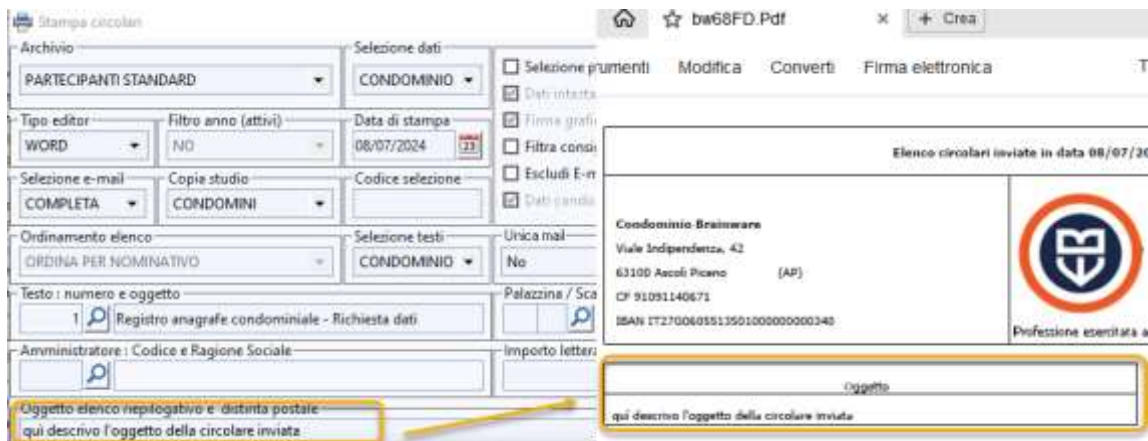 Stampa circolari
Archivio
PARTECIPANTI STANDARD
Selezione dati
CONDOMINIO
Selezione p
Dati intesta
Firma grafi
Filtra consi
Escludi E-m
Dati condo
Tipo editor
WORD
Filtro anno (attivi)
NO
Data di stampa
08/07/2024
23
Selezione e-mail
COMPLETA
Copia studio
CONDOMINI
Codice selezione
Ordinamento elenco
ORDINA PER NOMINATIVO
Selezione testi
CONDOMINIO
Unica mail
No
Testo : numero e oggetto
1 Registro anagrafe condominiale - Richiesta dati
Palazzina / Sca
Amministratore : Codice e Ragione Sociale
Importo lettera
Oggetto elenco riepilogativo e distinta postale
quì descrivo l'oggetto della circolare inviata
bw68FD.Pdf
× + Crea
rumenti Modifica Converti Firma elettronica T
Elenco circolari inviate in data 08/07/20
Condominio Brainware
Viale Indipendenza, 42
63100 Ascoli Piceno (AP)
CF 91091140671
Professione esercitata a
Oggetto
quì descrivo l'oggetto della circolare inviata